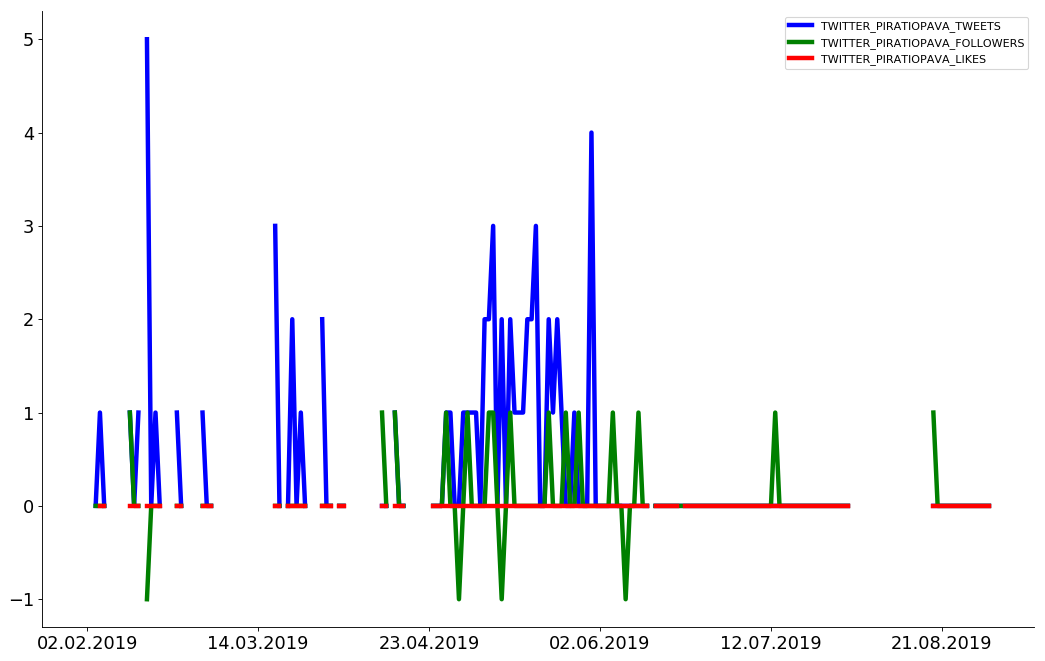 TWITTER_PIRATIOPAVA_TWEETS
TWITTER_PIRATIOPAVA_FOLLOWERS
TWITTER_PIRATIOPAVA_LIKES
5
4
3
2
1
0
−1
02.02.2019 14.03.2019 23.04.2019 02.06.2019 12.07.2019 21.08.2019